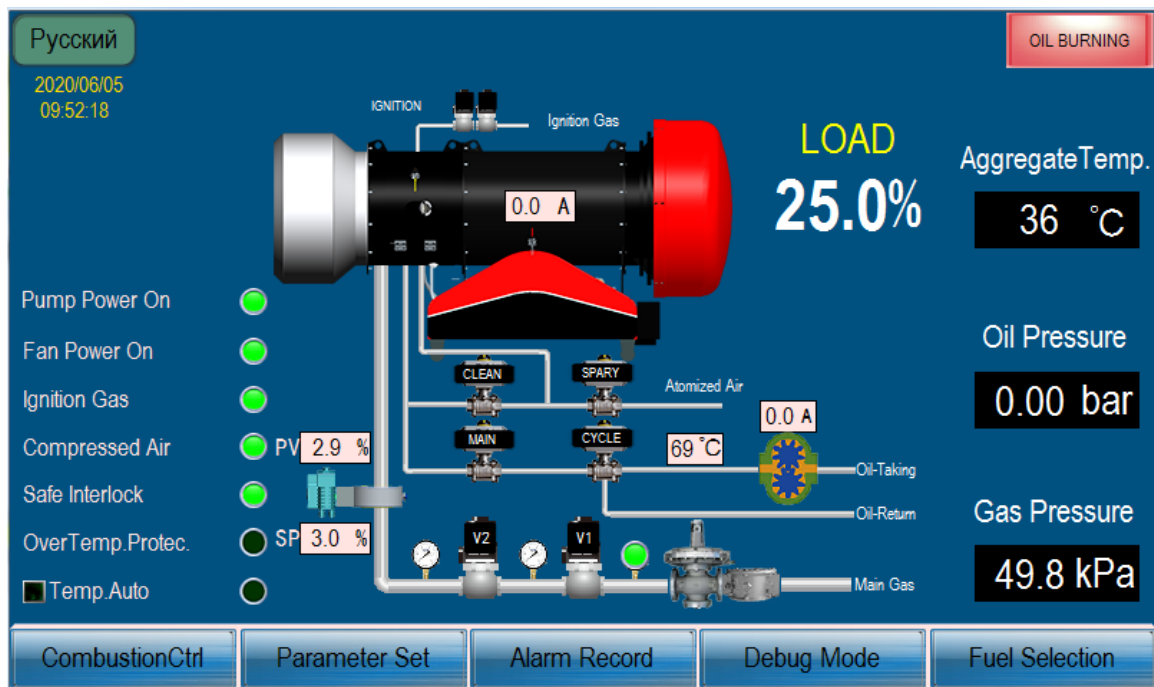 Русский
OIL BURNING
2020/06/05
09:52:18
IGNITION
Ignition Gas
LOAD
25.0%
AggregateTemp.
36 °C
0.0 A
Pump Power On
Fan Power On
Ignition Gas
Compressed Air
Safe Interlock
OverTemp.Protec.
Temp.Auto
PV 2.9 %
SP 3.0 %
CLEAN
SPARY
Atomized Air
MAIN
CYCLE
69 °C
0.0 A
Oil-Taking
Oil-Return
V2
V1
Main Gas
Oil Pressure
0.00 bar
Gas Pressure
49.8 kPa
CombustionCtrl
Parameter Set
Alarm Record
Debug Mode
Fuel Selection